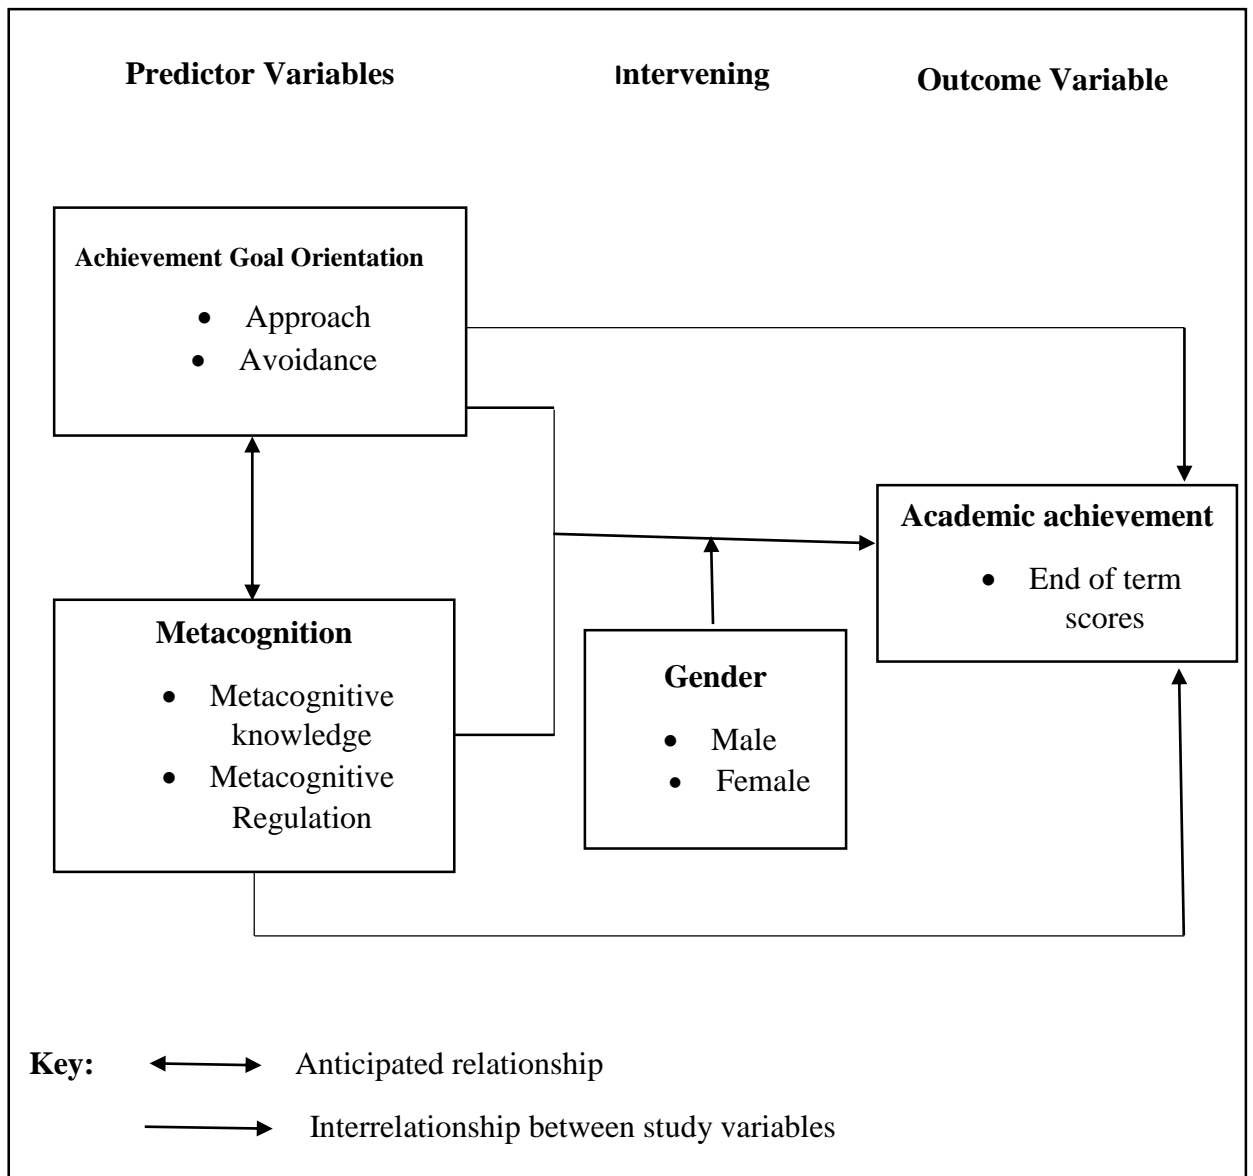 Predictor Variables
Intervening
Outcome Variable
Achievement Goal Orientation
• Approach
• Avoidance
Metacognition
• Metacognitive
knowledge
• Metacognitive
Regulation
Gender
• Male
• Female
Academic achievement
• End of term
scores
Key:
Anticipated relationship
Interrelationship between study variables